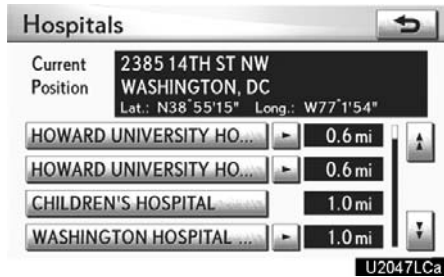 Hospitals
Current Position
2385 14TH ST NW
WASHINGTON, DC
Lat.: N38˚55'15" Long.: W77˚1'54"
HOWARD UNIVERSITY HO... 0.6 mi
HOWARD UNIVERSITY HO... 0.6 mi
CHILDREN'S HOSPITAL 1.0 mi
WASHINGTON HOSPITAL ... 1.0 mi
U2047LCa